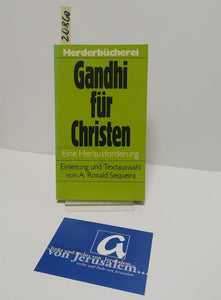 20860
Herderbücherei
Gandhi
für
Christen
Eine Herausforderung
Einleitung und Textauswahl
von A. Ronald Sequeira
a
von Jerusalem...